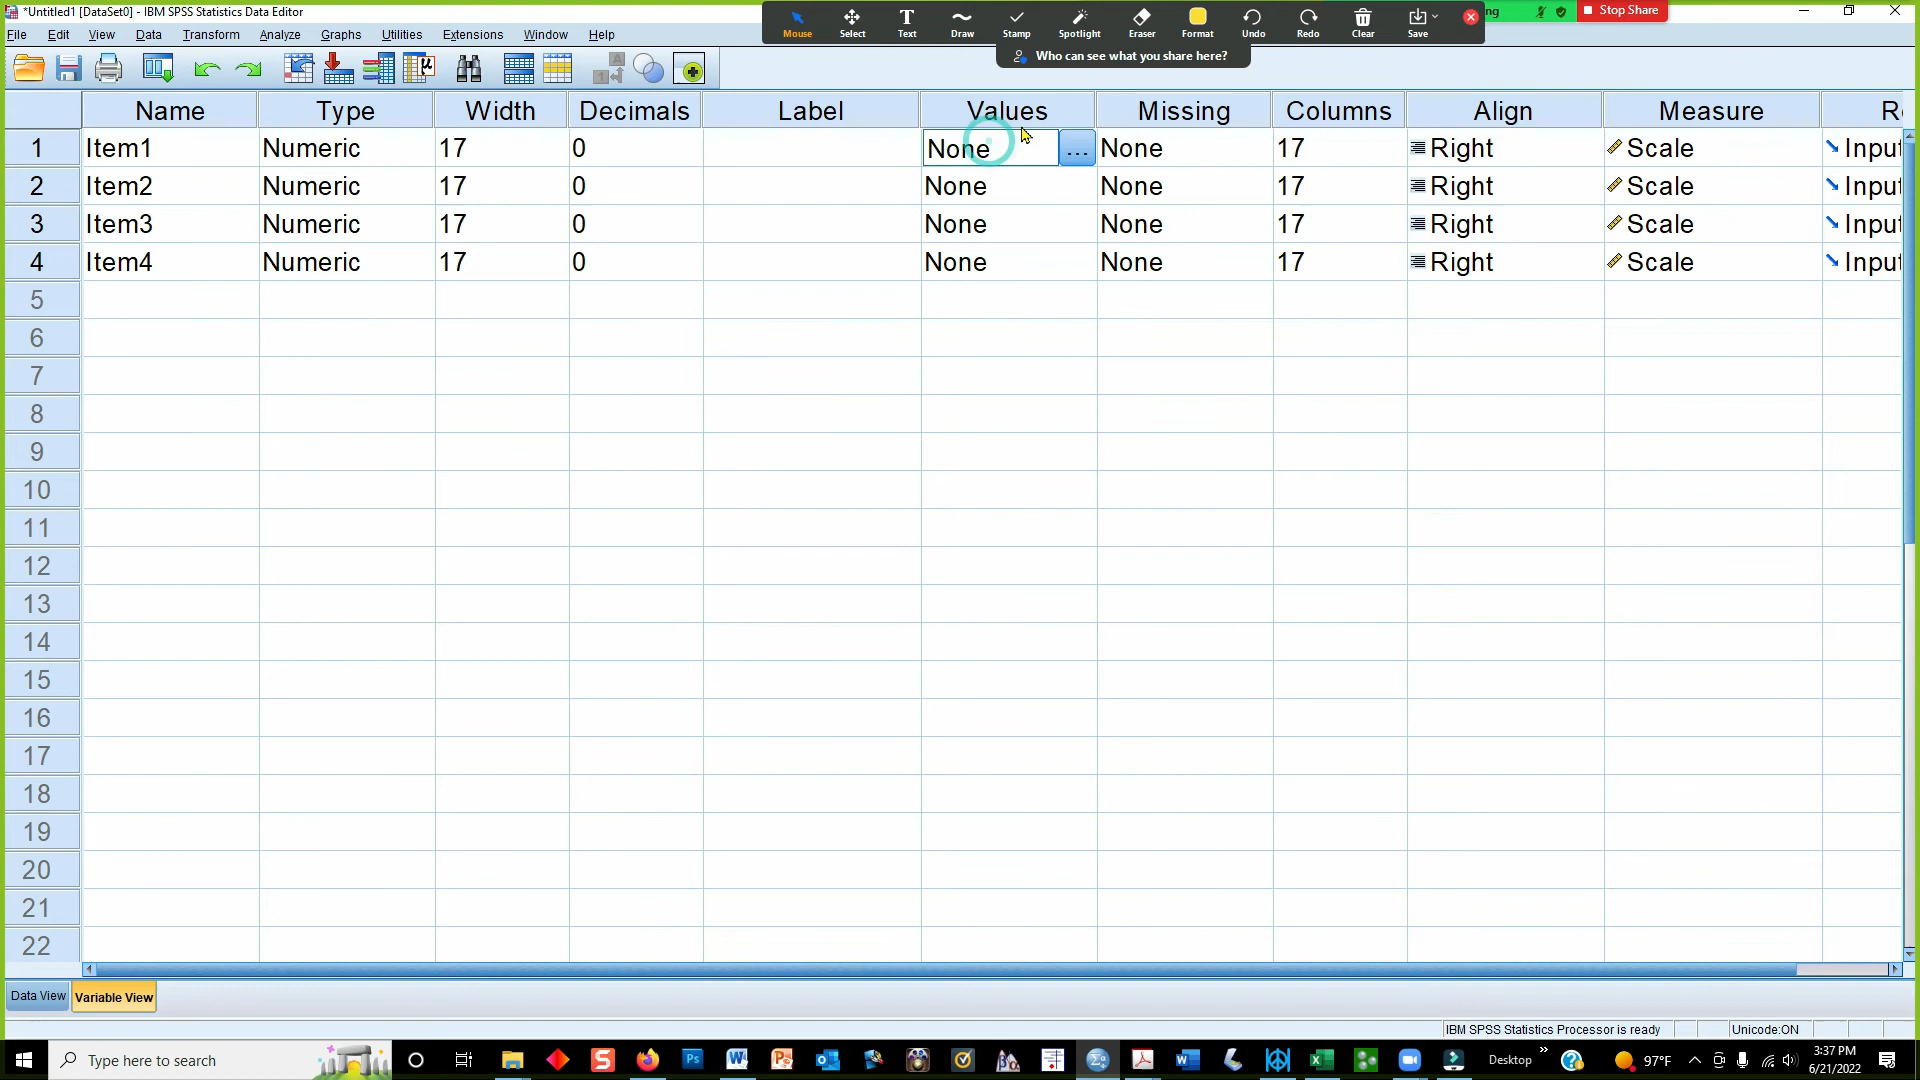 *Untitled1 [DataSet0] - IBM SPSS Statistics Data Editor
File Edit View Data Transform Analyze Graphs Utilities Extensions Window Help
Mouse Select Text Draw Stamp Spotlight Eraser Format Undo Redo Clear Save
ng Stop Share
Who can see what you share here?
Name Type Width Decimals Label Values Missing Columns Align Measure
1 Item1 Numeric 17 0 None ... None 17 Right Scale Input
2 Item2 Numeric 17 0 None None 17 Right Scale Input
3 Item3 Numeric 17 0 None None 17 Right Scale Input
4 Item4 Numeric 17 0 None None 17 Right Scale Input
5
6
7
8
9
10
11
12
13
14
15
16
17
18
19
20
21
22
Data View Variable View
IBM SPSS Statistics Processor is ready Unicode:ON
Type here to search Desktop 97°F 3:37 PM
6/21/2022